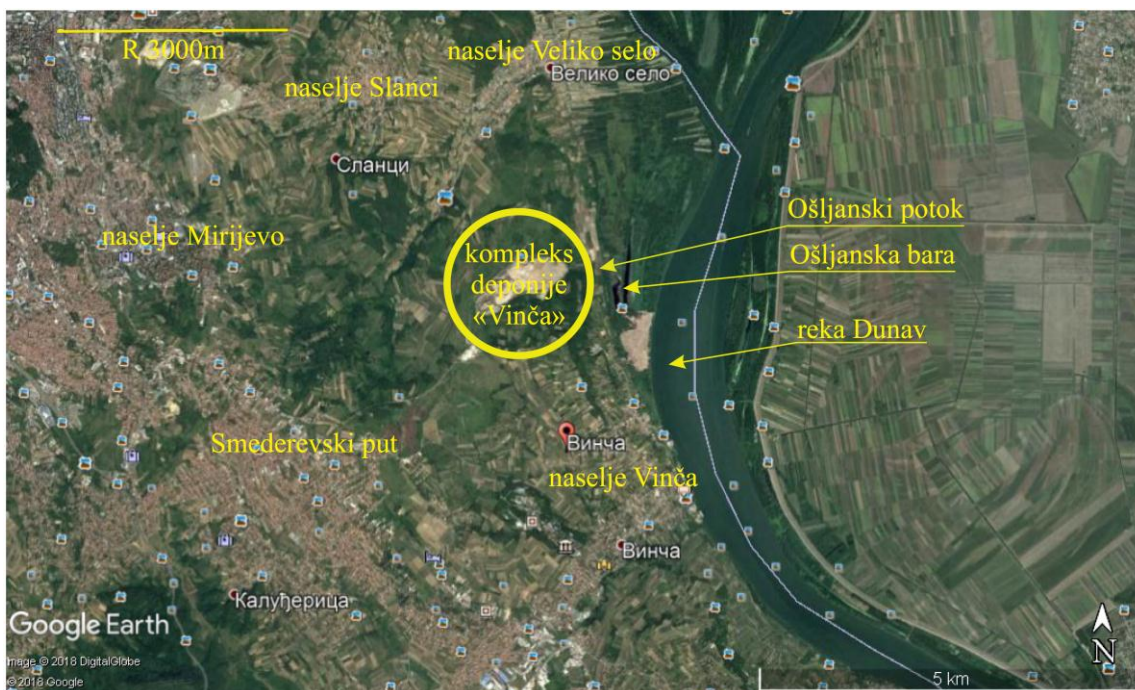 R 3000m
naselje Veliko selo
Велико село
naselje Slanci
Сланци
Ošljanski potok
naselje Mirijevo
kompleks
deponije
«Vinča»
Ošljanska bara
reka Dunav
Smederevski put
Винча
naselje Vinča
Винча
Калуђерица
Google Earth
Image © 2018 DigitalGlobe
© 2018 Google
N
5 km